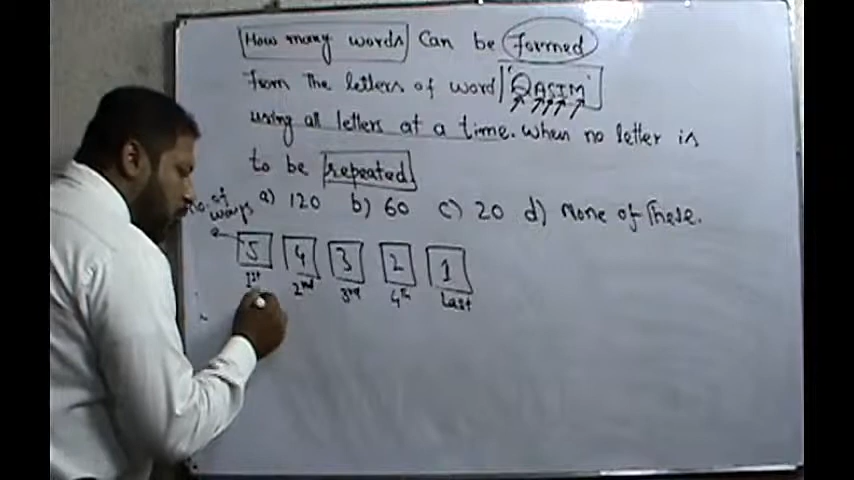 How many words Can be formed
from The letters of word 'QASIM'
using all letters at a time. when no letter is
to be repeated
a) 120 b) 60 c) 20 d) None of These.
no. of
ways
5 4 3 2 1
1st 2nd 3rd 4th Last